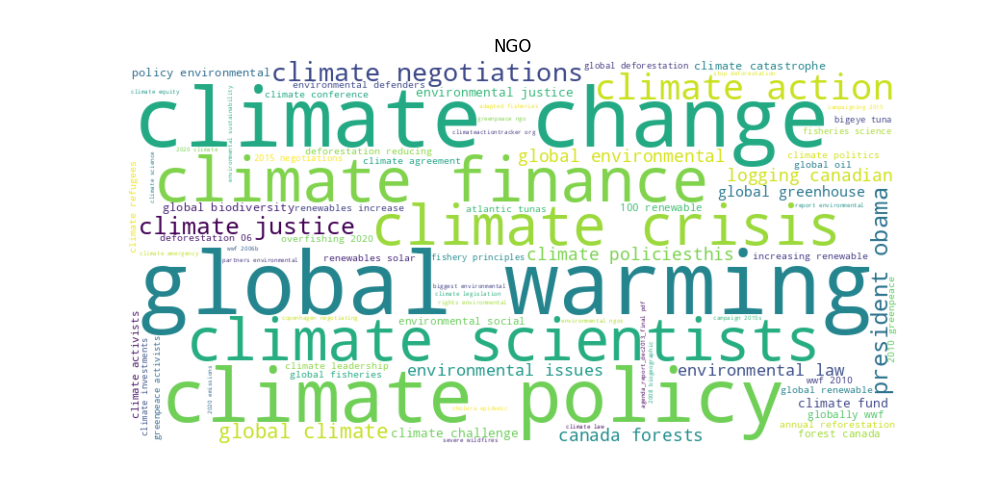 NGO
policy environmental
climate negotiations
global deforestation
climate catastrophe
environmental defenders
climate action
climate equity
climate conference
environmental justice
climate change
adapted fisheries
campaigning 2015
greenpeace ngo
bigeye tuna
environmental sustainability
climateactiontracker org
fisheries science
2020 climate
deforestation reducing
2015 negotiations
climate agreement
global environmental
climate politics
global oil
climate science
climate refugees
climate finance
logging canadian
global greenhouse
president obama
global biodiversity
renewables increase
atlantic tunas
100 renewable
report environmental
climate justice
climate crisis
deforestation 06
overfishing 2020
wwf 2006b
climate emergency
partners environmental
renewables solar
fishery principles
climate policiesthis
increasing renewable
global warming
biggest environmental
climate legislation
rights environmental
2010 greenpeace
copenhagen negotiating
environmental social
environmental ngos
campaign 2015s
climate scientists
climate activists
climate investments
greenpeace activists
2020 emissions
climate leadership
global fisheries
environmental issues
environmental law
wwf 2010
global renewable
climate policy
climate fund
globally wwf
annual reforestation
forest canada
global climate
climate challenge
severe wildfires
climate law
canada forests